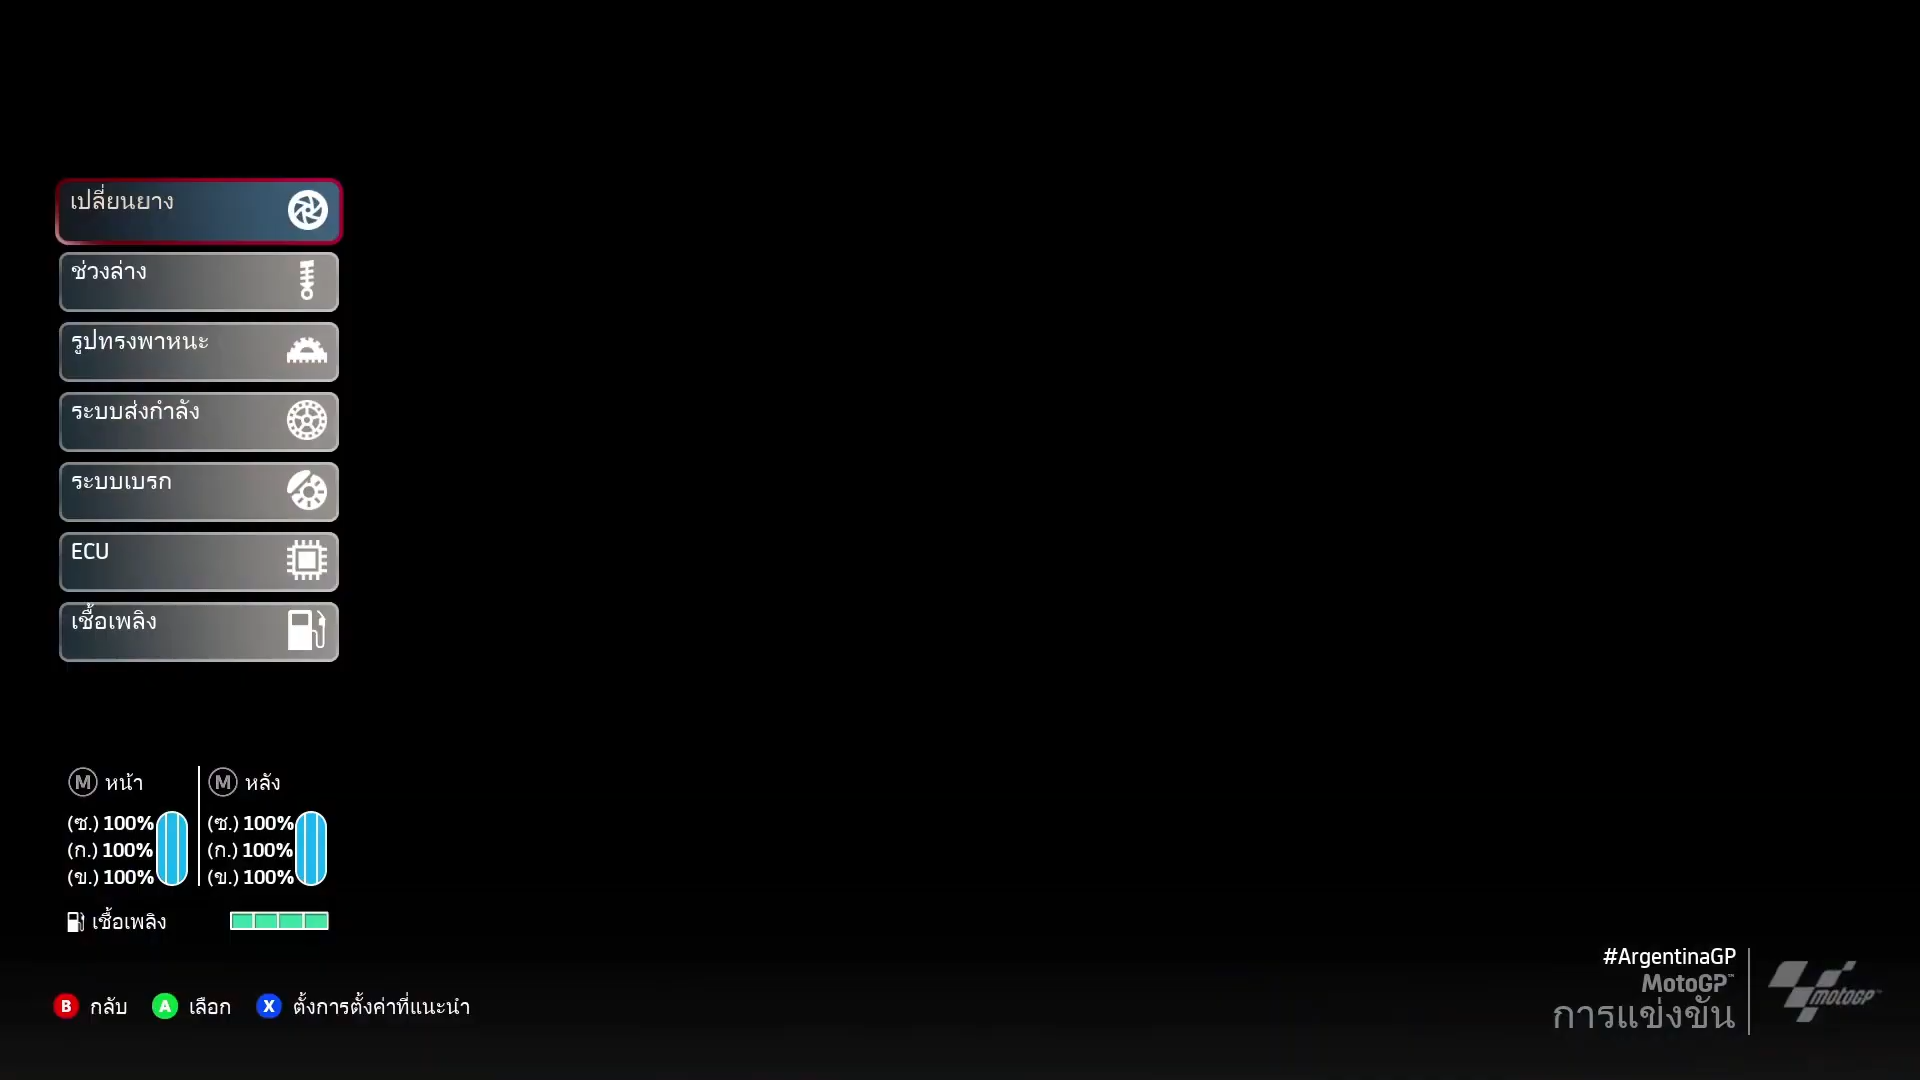 เปลี่ยนยาง
ช่วงล่าง
รูปทรงพาหนะ
ระบบส่งกำลัง
ระบบเบรก
ECU
เชื้อเพลิง
M หน้า
(ซ.) 100%
(ก.) 100%
(ข.) 100%
M หลัง
(ซ.) 100%
(ก.) 100%
(ข.) 100%
เชื้อเพลิง
B กลับ A เลือก X ตั้งการตั้งค่าที่แนะนำ
#ArgentinaGP
MotoGP™
การแข่งขัน
MotoGP™